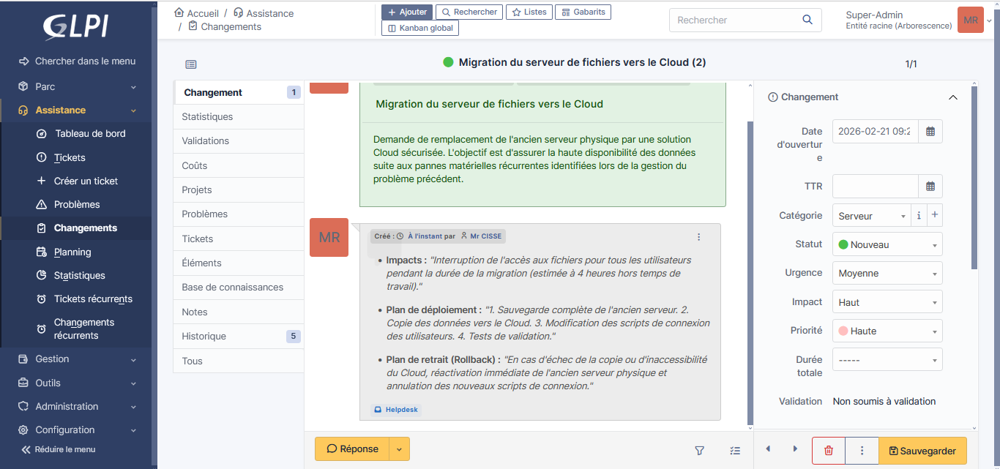 GLPI
Chercher dans le menu
Parc
Assistance
Tableau de bord
Tickets
Créer un ticket
Problèmes
Changements
Planning
Statistiques
Tickets récurrents
Changements
récurrents
Gestion
Outils
Administration
Configuration
Réduire le menu
Accueil / Assistance
/ Changements
+ Ajouter
Rechercher
Listes
Gabarits
Kanban global
Rechercher
Super-Admin
Entité racine (Arborescence)
MR
Migration du serveur de fichiers vers le Cloud (2)
1/1
Changement 1
Statistiques
Validations
Coûts
Projets
Problèmes
Tickets
Éléments
Base de connaissances
Notes
Historique 5
Tous
Migration du serveur de fichiers vers le Cloud
Demande de remplacement de l'ancien serveur physique par une solution
Cloud sécurisée. L'objectif est d'assurer la haute disponibilité des données
suite aux pannes matérielles récurrentes identifiées lors de la gestion du
problème précédent.
MR
Créé : À l'instant par Mr CISSE
• Impacts : "Interruption de l'accès aux fichiers pour tous les utilisateurs
pendant la durée de la migration (estimée à 4 heures hors temps de
travail)."
• Plan de déploiement : "1. Sauvegarde complète de l'ancien serveur. 2.
Copie des données vers le Cloud. 3. Modification des scripts de connexion
des utilisateurs. 4. Tests de validation."
• Plan de retrait (Rollback) : "En cas d'échec de la copie ou d'inaccessibilité
du Cloud, réactivation immédiate de l'ancien serveur physique et
annulation des nouveaux scripts de connexion."
Helpdesk
Réponse
Changement
Date
d'ouvertur
e
2026-02-21 09:2
TTR
Catégorie
Serveur
i
+
Statut
Nouveau
Urgence
Moyenne
Impact
Haut
Priorité
Haute
Durée
totale
-----
Validation
Non soumis à validation
Sauvegarder